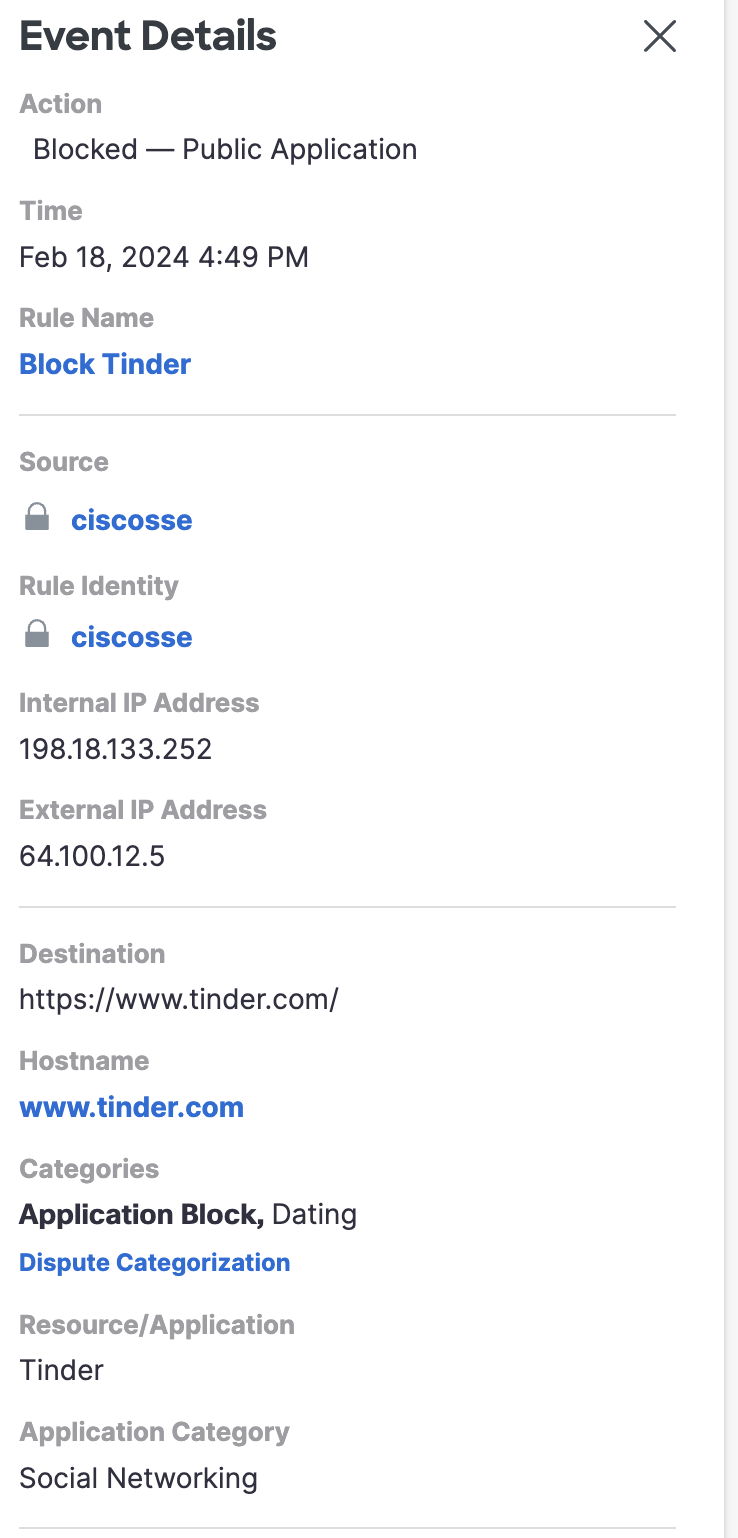 Event Details
Action
Blocked — Public Application
Time
Feb 18, 2024 4:49 PM
Rule Name
Block Tinder
Source
ciscosse
Rule Identity
ciscosse
Internal IP Address
198.18.133.252
External IP Address
64.100.12.5
Destination
https://www.tinder.com/
Hostname
www.tinder.com
Categories
Application Block, Dating
Dispute Categorization
Resource/Application
Tinder
Application Category
Social Networking